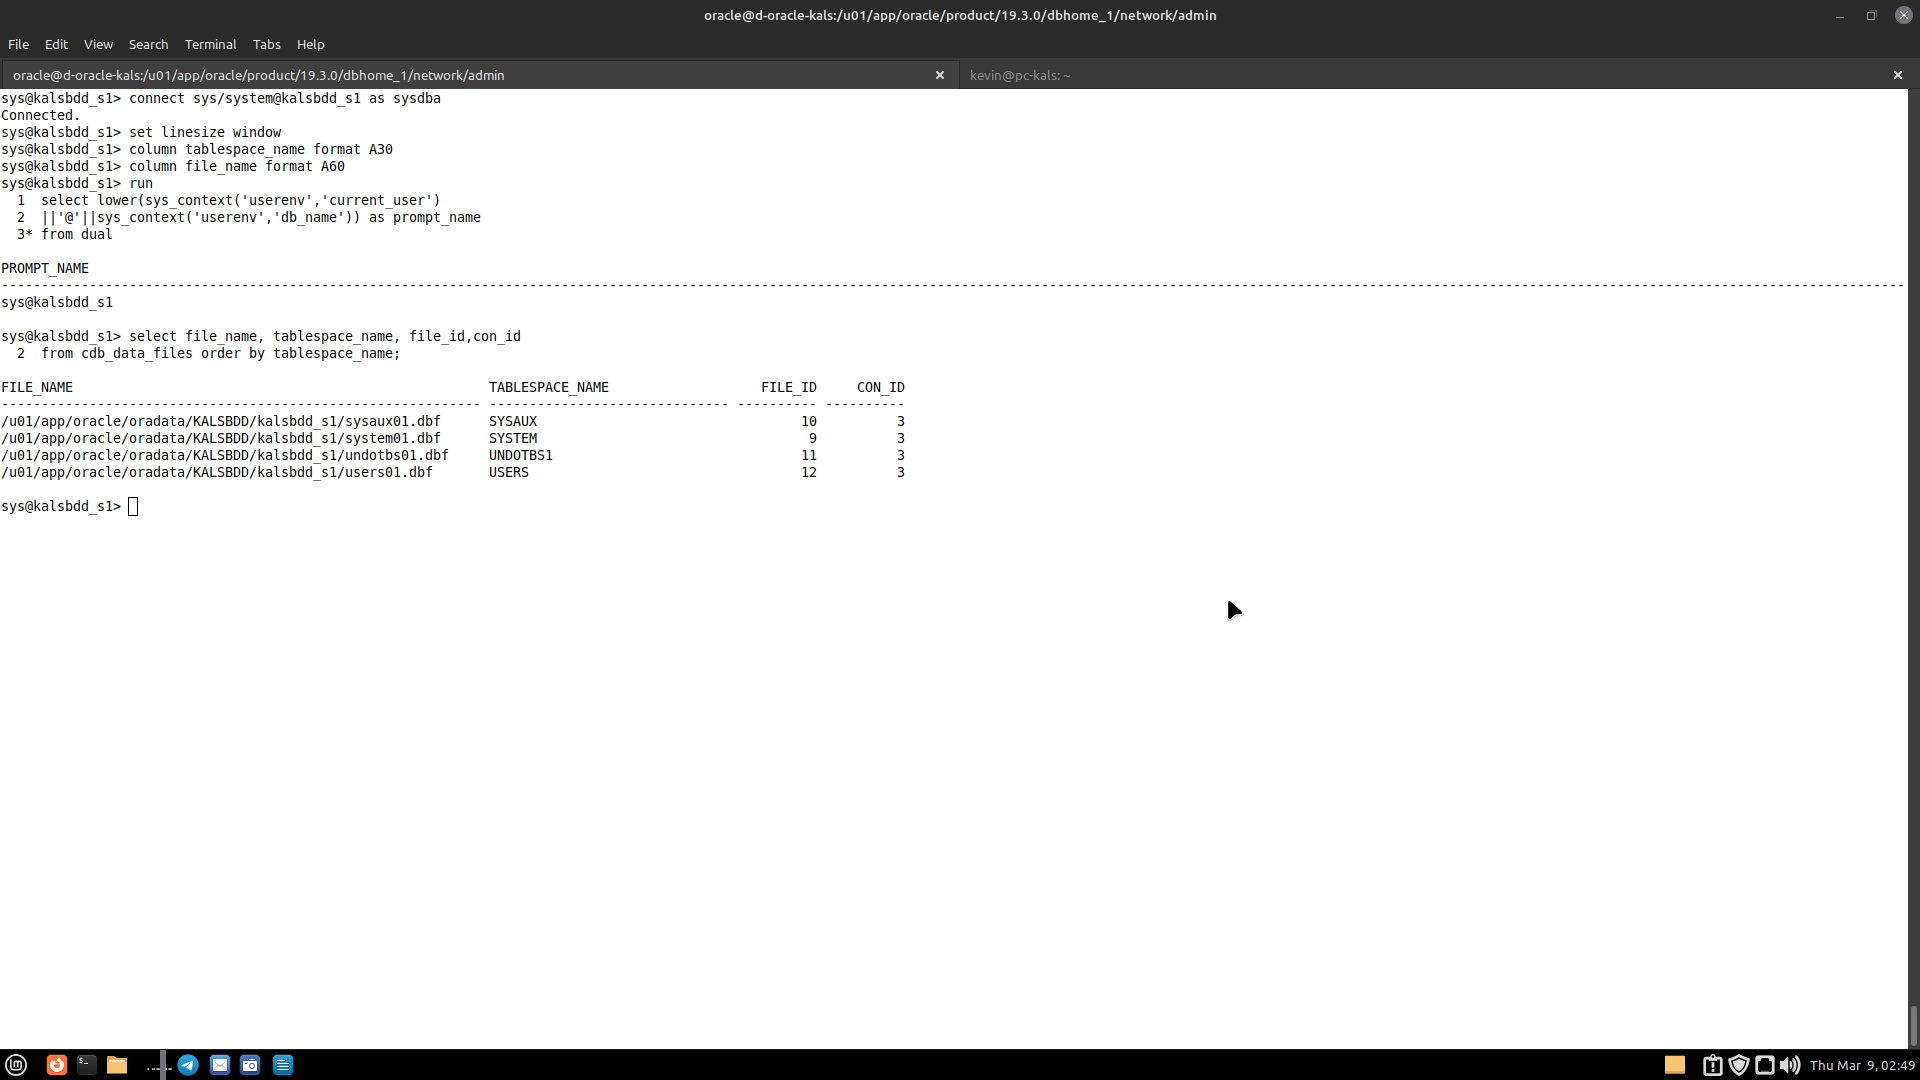 oracle@d-oracle-kals:/u01/app/oracle/product/19.3.0/dbhome_1/network/admin
File Edit View Search Terminal Tabs Help
oracle@d-oracle-kals:/u01/app/oracle/product/19.3.0/dbhome_1/network/admin kevin@pc-kals: ~
sys@kalsbdd_s1> connect sys/system@kalsbdd_s1 as sysdba
Connected.
sys@kalsbdd_s1> set linesize window
sys@kalsbdd_s1> column tablespace_name format A30
sys@kalsbdd_s1> column file_name format A60
sys@kalsbdd_s1> run
  1  select lower(sys_context('userenv','current_user')
  2  ||'@'||sys_context('userenv','db_name')) as prompt_name
  3* from dual
PROMPT_NAME
sys@kalsbdd_s1
sys@kalsbdd_s1> select file_name, tablespace_name, file_id,con_id
  2  from cdb_data_files order by tablespace_name;
FILE_NAME TABLESPACE_NAME FILE_ID CON_ID
/u01/app/oracle/oradata/KALSBDD/kalsbdd_s1/sysaux01.dbf SYSAUX 10 3
/u01/app/oracle/oradata/KALSBDD/kalsbdd_s1/system01.dbf SYSTEM 9 3
/u01/app/oracle/oradata/KALSBDD/kalsbdd_s1/undotbs01.dbf UNDOTBS1 11 3
/u01/app/oracle/oradata/KALSBDD/kalsbdd_s1/users01.dbf USERS 12 3
sys@kalsbdd_s1>
Thu Mar 9, 02:49